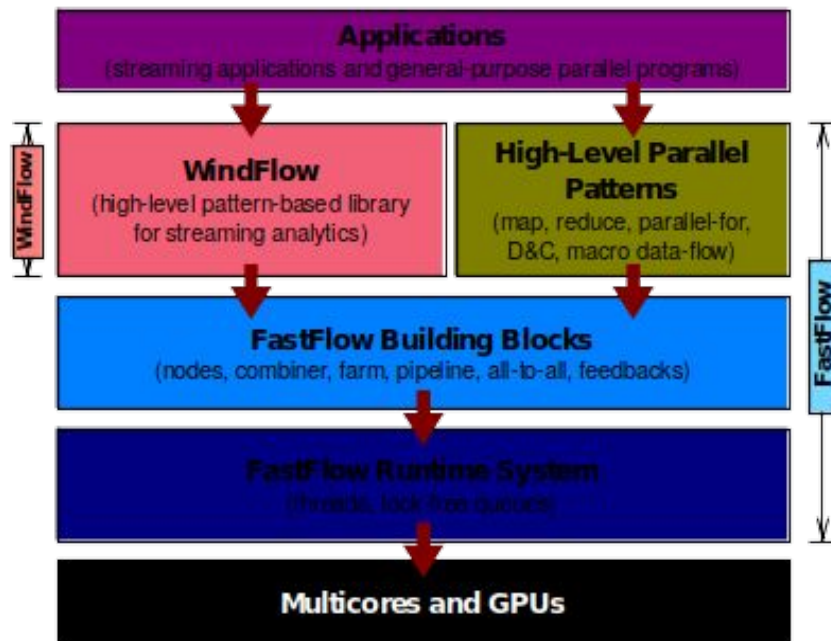 Applications
(streaming applications and general-purpose parallel programs)
WindFlow
WindFlow
(high-level pattern-based library
for streaming analytics)
High-Level Parallel
Patterns
(map, reduce, parallel-for,
D&C, macro data-flow)
FastFlow
FastFlow Building Blocks
(nodes, combiner, farm, pipeline, all-to-all, feedbacks)
FastFlow Runtime System
(threads, lock-free queues)
Multicores and GPUs